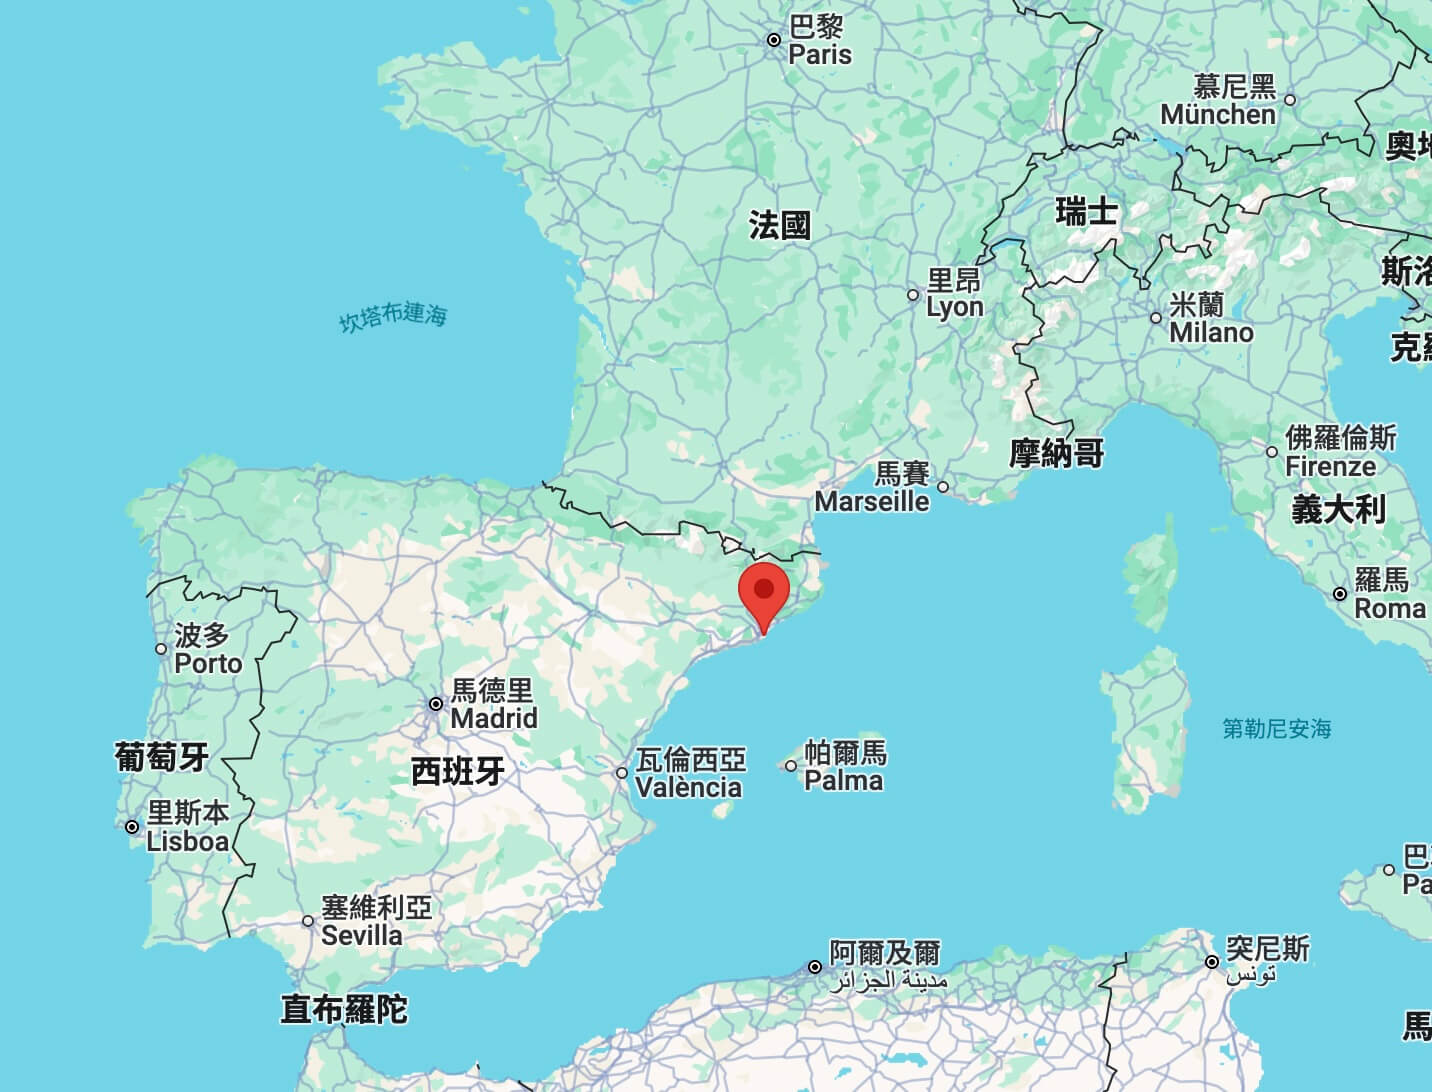 巴黎
Paris
慕尼黑
München
奧地
瑞士
法國
斯洛
里昂
Lyon
米蘭
Milano
坎塔布連海
克羅
佛羅倫斯
Firenze
摩納哥
馬賽
Marseille
義大利
羅馬
Roma
波多
Porto
馬德里
Madrid
第勒尼安海
葡萄牙
西班牙
瓦倫西亞
València
帕爾馬
Palma
里斯本
Lisboa
巴
Pa
塞維利亞
Sevilla
阿爾及爾
مدينة الجزائر
突尼斯
تونس
直布羅陀
馬